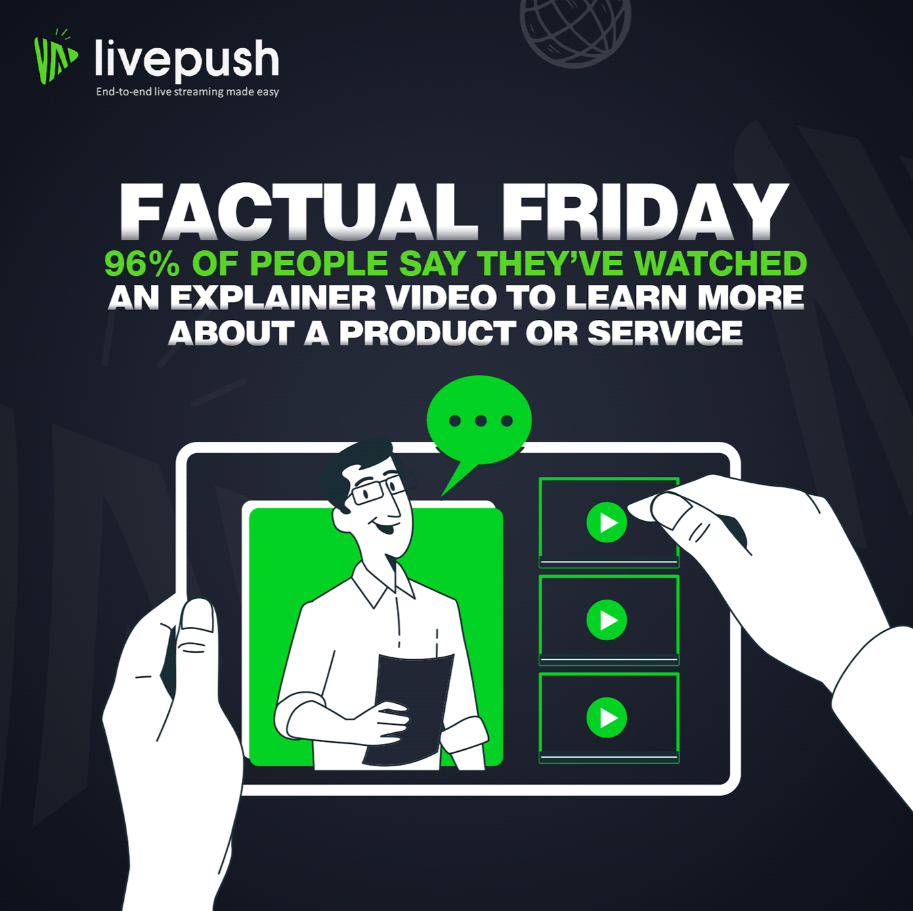 livepush
End-to-end live streaming made easy
FACTUAL FRIDAY
96% OF PEOPLE SAY THEY'VE WATCHED
AN EXPLAINER VIDEO TO LEARN MORE
ABOUT A PRODUCT OR SERVICE